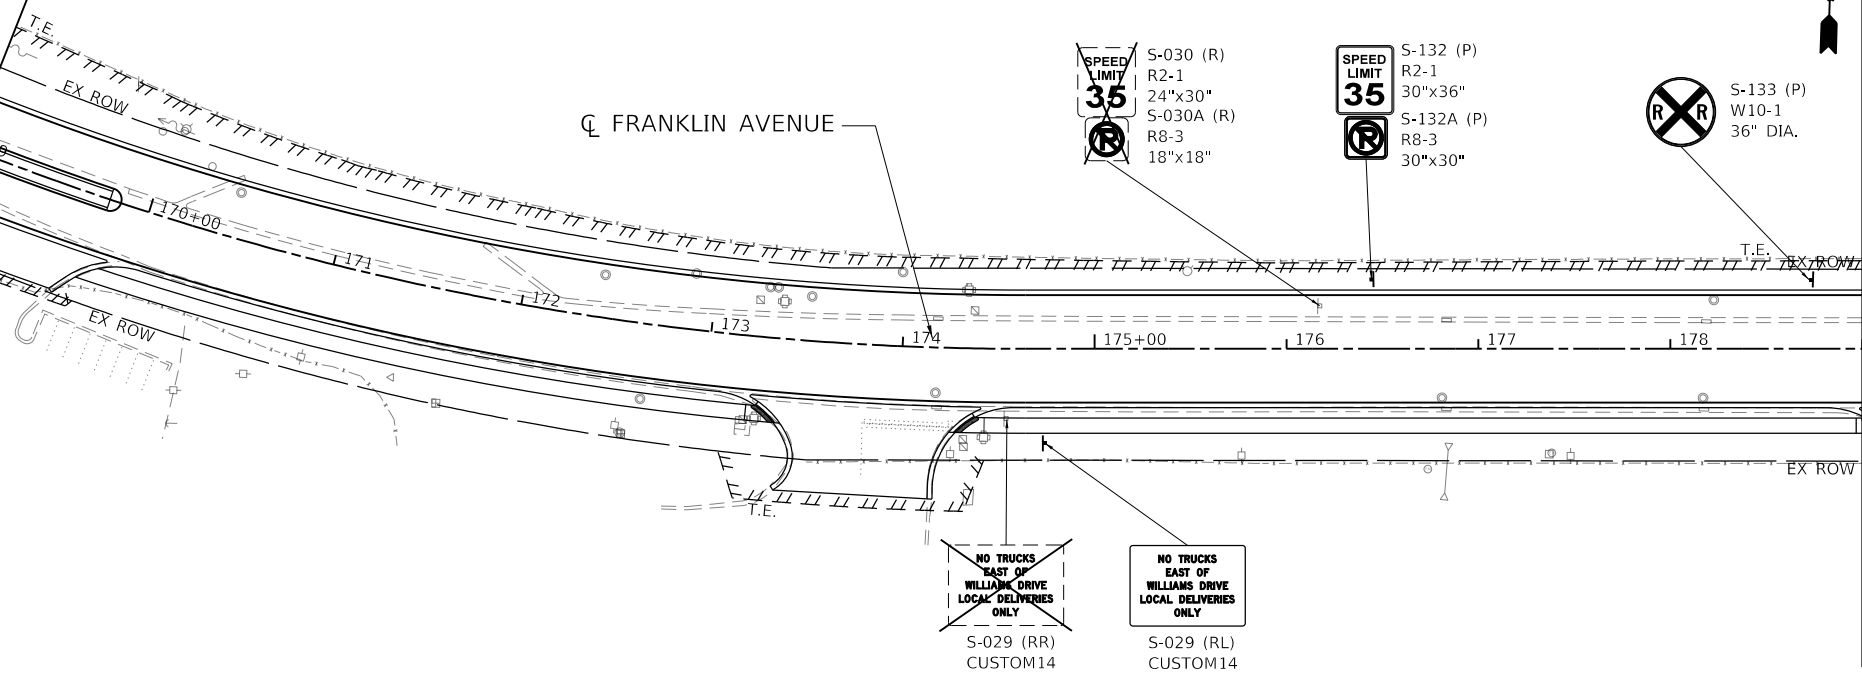 T.E.
EX ROW
℄ FRANKLIN AVENUE
SPEED
LIMIT
35
S-030 (R)
R2-1
24"x30"
S-030A (R)
R8-3
18"x18"
P
SPEED
LIMIT
35
S-132 (P)
R2-1
30"x36"
S-132A (P)
R8-3
30"x30"
P
R R
S-133 (P)
W10-1
36" DIA.
170+00
171
172
173
174
175+00
176
177
178
T.E.
EX ROW
EX ROW
EX ROW
T.E.
NO TRUCKS
EAST OF
WILLIAMS DRIVE
LOCAL DELIVERIES
ONLY
S-029 (RR)
CUSTOM14
NO TRUCKS
EAST OF
WILLIAMS DRIVE
LOCAL DELIVERIES
ONLY
S-029 (RL)
CUSTOM14